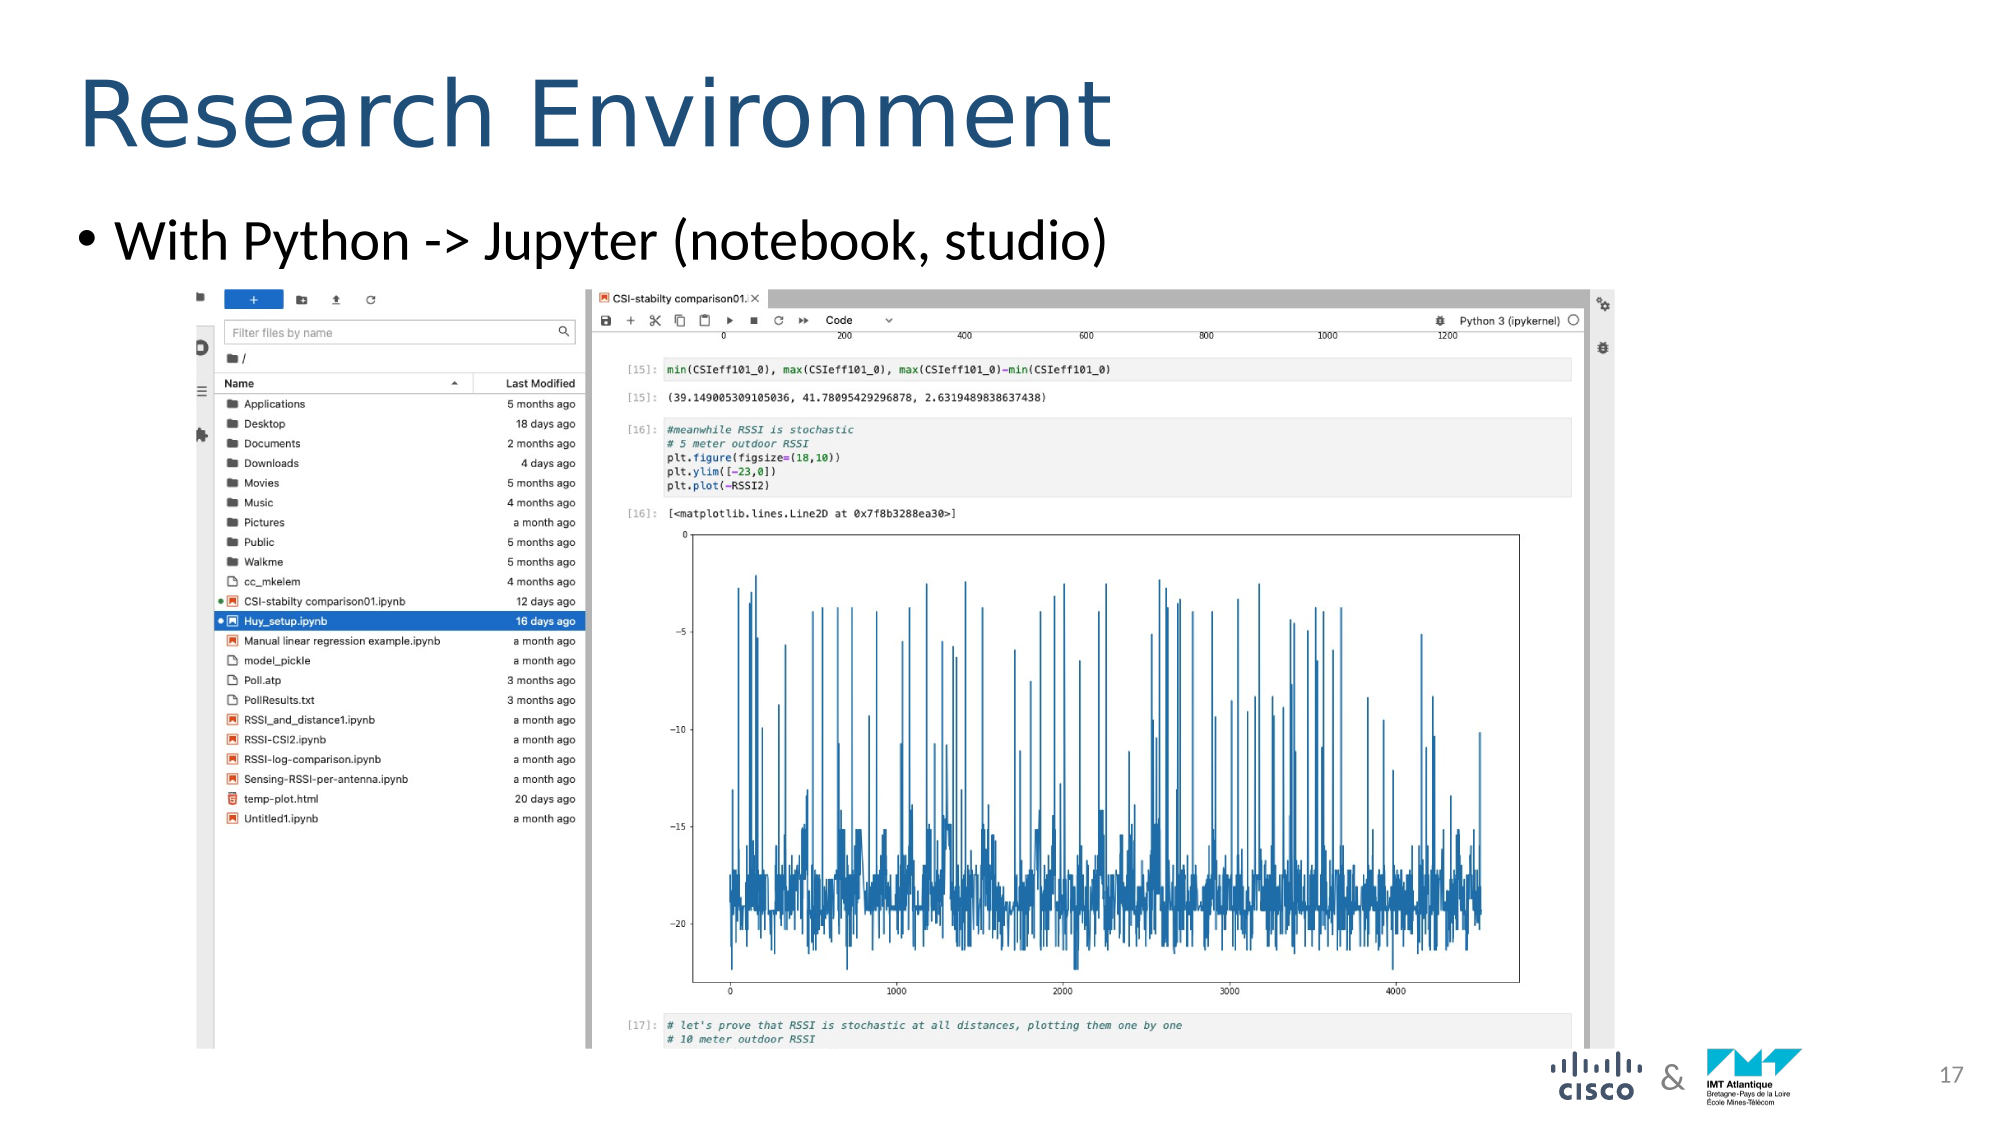 Research Environment
• With Python -> Jupyter (notebook, studio)
+
Filter files by name
/
Name Last Modified
Applications 5 months ago
Desktop 18 days ago
Documents 2 months ago
Downloads 4 days ago
Movies 5 months ago
Music 4 months ago
Pictures a month ago
Public 5 months ago
Walkme 5 months ago
cc_mkelem 4 months ago
CSI-stabilty comparison01.ipynb 12 days ago
Huy_setup.ipynb 16 days ago
Manual linear regression example.ipynb a month ago
model_pickle a month ago
Poll.atp 3 months ago
PollResults.txt 3 months ago
RSSI_and_distance1.ipynb a month ago
RSSI-CSI2.ipynb a month ago
RSSI-log-comparison.ipynb a month ago
Sensing-RSSI-per-antenna.ipynb a month ago
temp-plot.html 20 days ago
Untitled1.ipynb a month ago
CSI-stabilty comparison01.
Code Python 3 (ipykernel)
0 200 400 600 800 1000 1200
[15]: min(CSIeff101_0), max(CSIeff101_0), max(CSIeff101_0)-min(CSIeff101_0)
[15]: (39.149005309105036, 41.78095429296878, 2.6319489838637438)
[16]: #meanwhile RSSI is stochastic
# 5 meter outdoor RSSI
plt.figure(figsize=(18,10))
plt.ylim([-23,0])
plt.plot(-RSSI2)
[16]: [<matplotlib.lines.Line2D at 0x7f8b3288ea30>]
0
-5
-10
-15
-20
0 1000 2000 3000 4000
[17]: # let's prove that RSSI is stochastic at all distances, plotting them one by one
# 10 meter outdoor RSSI
CISCO & IMT Atlantique
Bretagne-Pays de la Loire
École Mines-Télécom
17